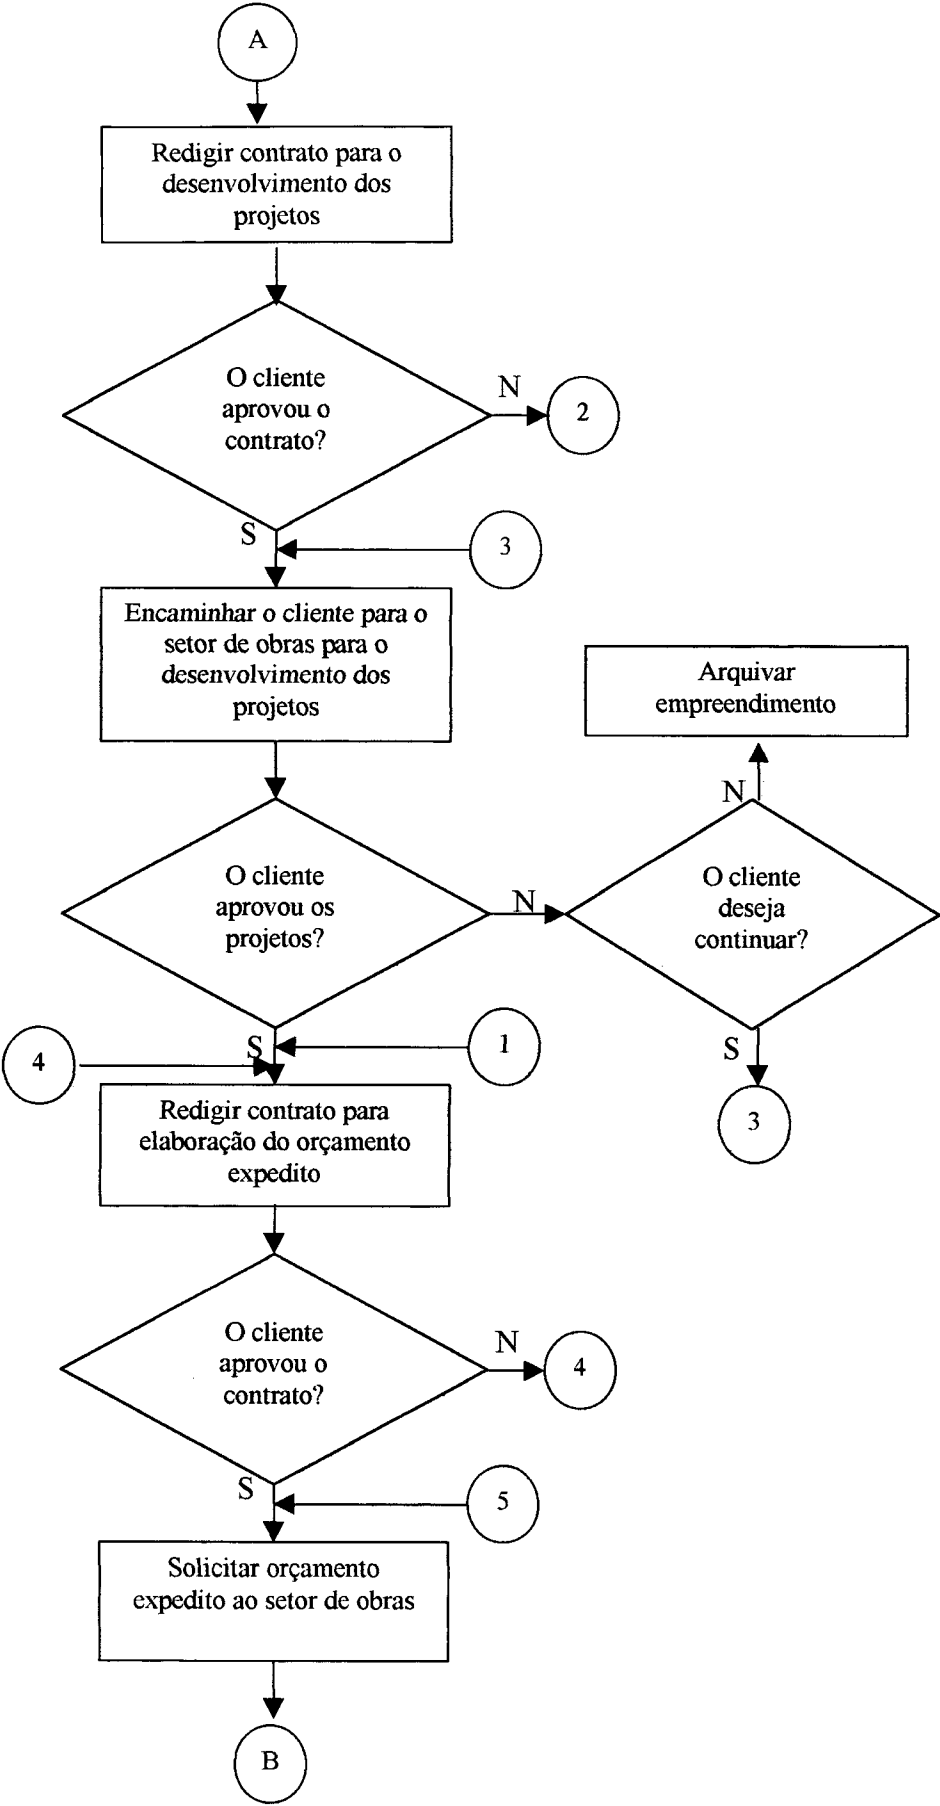 A
Redigir contrato para o
desenvolvimento dos
projetos
O cliente
aprovou o
contrato?
N
2
S
3
Encaminhar o cliente para o
setor de obras para o
desenvolvimento dos
projetos
Arquivar
empreendimento
N
O cliente
aprovou os
projetos?
N
O cliente
deseja
continuar?
S
1
4
S
3
Redigir contrato para
elaboração do orçamento
expedito
O cliente
aprovou o
contrato?
N
4
S
5
Solicitar orçamento
expedito ao setor de obras
B